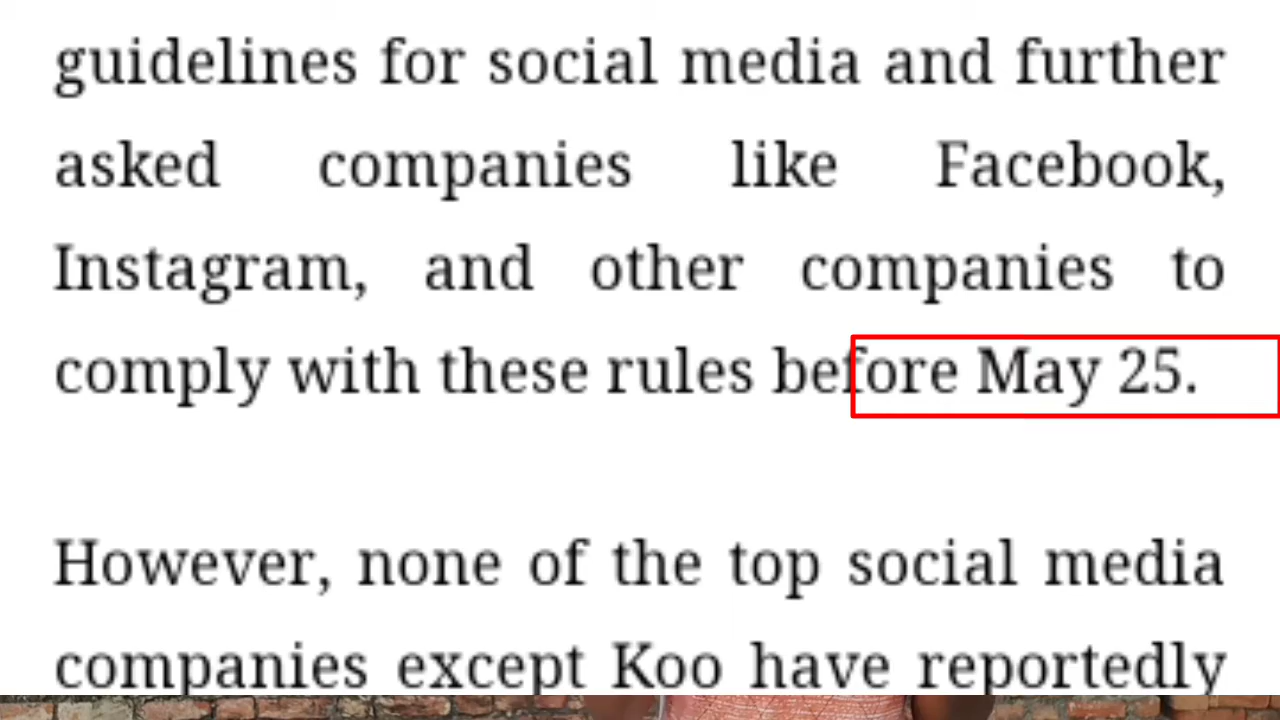 guidelines for social media and further
asked companies like Facebook,
Instagram, and other companies to
comply with these rules before May 25.
However, none of the top social media
companies except Koo have reportedly